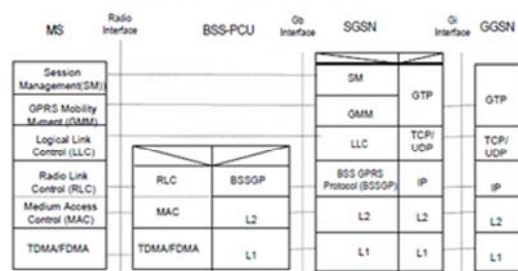 MS
Radio
Interface
BSS-PCU
Gb
Interface
SGSN
Gi
Interface
GGSN
Session
Management(SM))
GPRS Mobility
M-ment (GMM)
Logical Link
Control (LLC)
Radio Link
Control (RLC)
Medium Access
Control (MAC)
TDMA/FDMA
RLC
BSSGP
MAC
L2
TDMA/FDMA
L1
SM
GMM
GTP
LLC
TCP/
UDP
BSS GPRS
Protocol (BSSGP)
IP
L2
L2
L1
L1
GTP
TCP/
UDP
IP
L2
L1